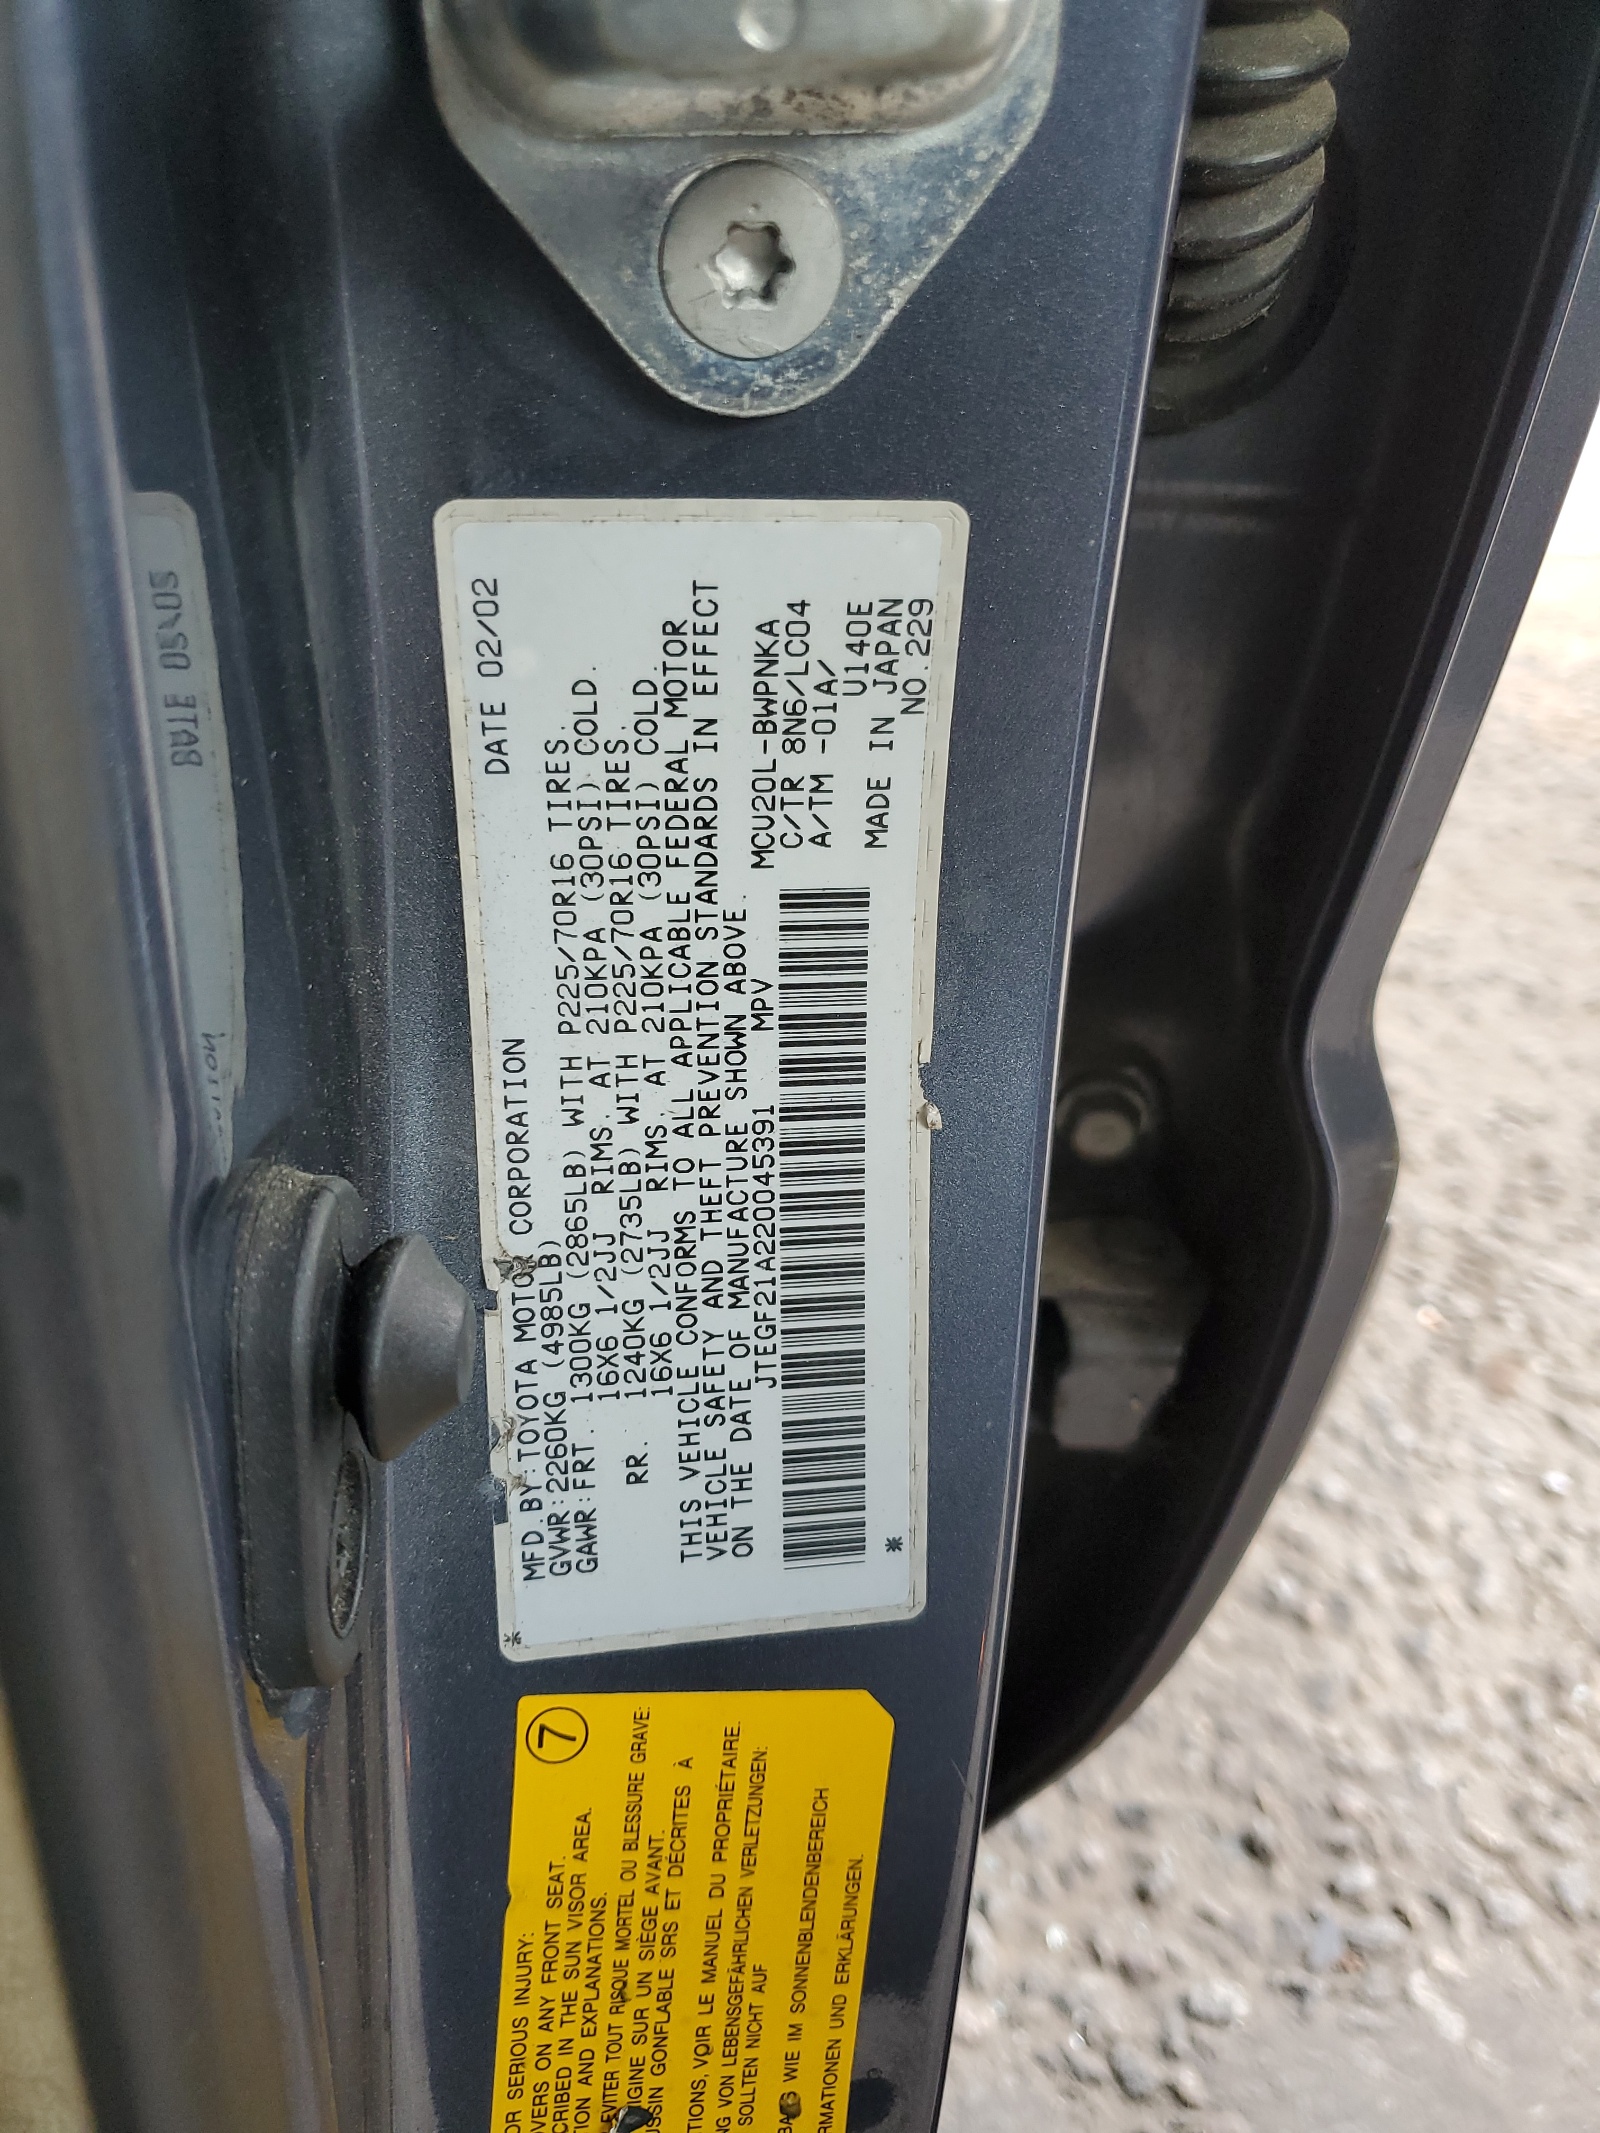 DATE 02/02
MFD.BY:TOYOTA MOTOR CORPORATION
GVWR:2260KG (4985LB)
GAWR:FRT. 1300KG (2865LB) WITH P225/70R16 TIRES.
16X6 1/2JJ RIMS. AT 210KPA (30PSI) COLD.
RR. 1240KG (2735LB) WITH P225/70R16 TIRES.
16X6 1/2JJ RIMS. AT 210KPA (30PSI) COLD.
THIS VEHICLE CONFORMS TO ALL APPLICABLE FEDERAL MOTOR
VEHICLE SAFETY AND THEFT PREVENTION STANDARDS IN EFFECT
ON THE DATE OF MANUFACTURE SHOWN ABOVE.
JTEGF21A220045391 MPV MCU20L-BWPNKA
C/TR 8N6/LC04
A/TM -01A/
U140E
* MADE IN JAPAN
NO.229
*
7
OR SERIOUS INJURY:
OVERS ON ANY FRONT SEAT.
CRIBED IN THE SUN VISOR AREA.
TION AND EXPLANATIONS.
EVITER TOUT RISQUE MORTEL OU BLESSURE GRAVE:
IGINE SUR UN SIÈGE AVANT.
USSIN GONFLABLE SRS ET DÉCRITES À
TIONS, VOIR LE MANUEL DU PROPRIÉTAIRE.
NG VON LEBENSGEFÄHRLICHEN VERLETZUNGEN:
SOLLTEN NICHT AUF
BAGS WIE IM SONNENBLENDENBEREICH
RMATIONEN UND ERKLÄRUNGEN.